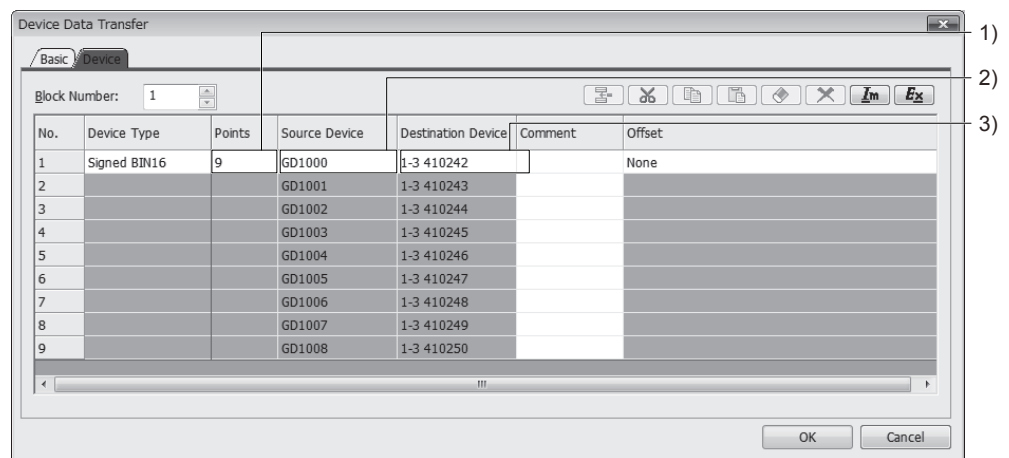 Device Data Transfer
1)
Basic Device
2)
Block Number: 1 Im Ex
3)
No. Device Type Points Source Device Destination Device Comment Offset
1 Signed BIN16 9 GD1000 1-3 410242 None
2 GD1001 1-3 410243
3 GD1002 1-3 410244
4 GD1003 1-3 410245
5 GD1004 1-3 410246
6 GD1005 1-3 410247
7 GD1006 1-3 410248
8 GD1007 1-3 410249
9 GD1008 1-3 410250
OK Cancel